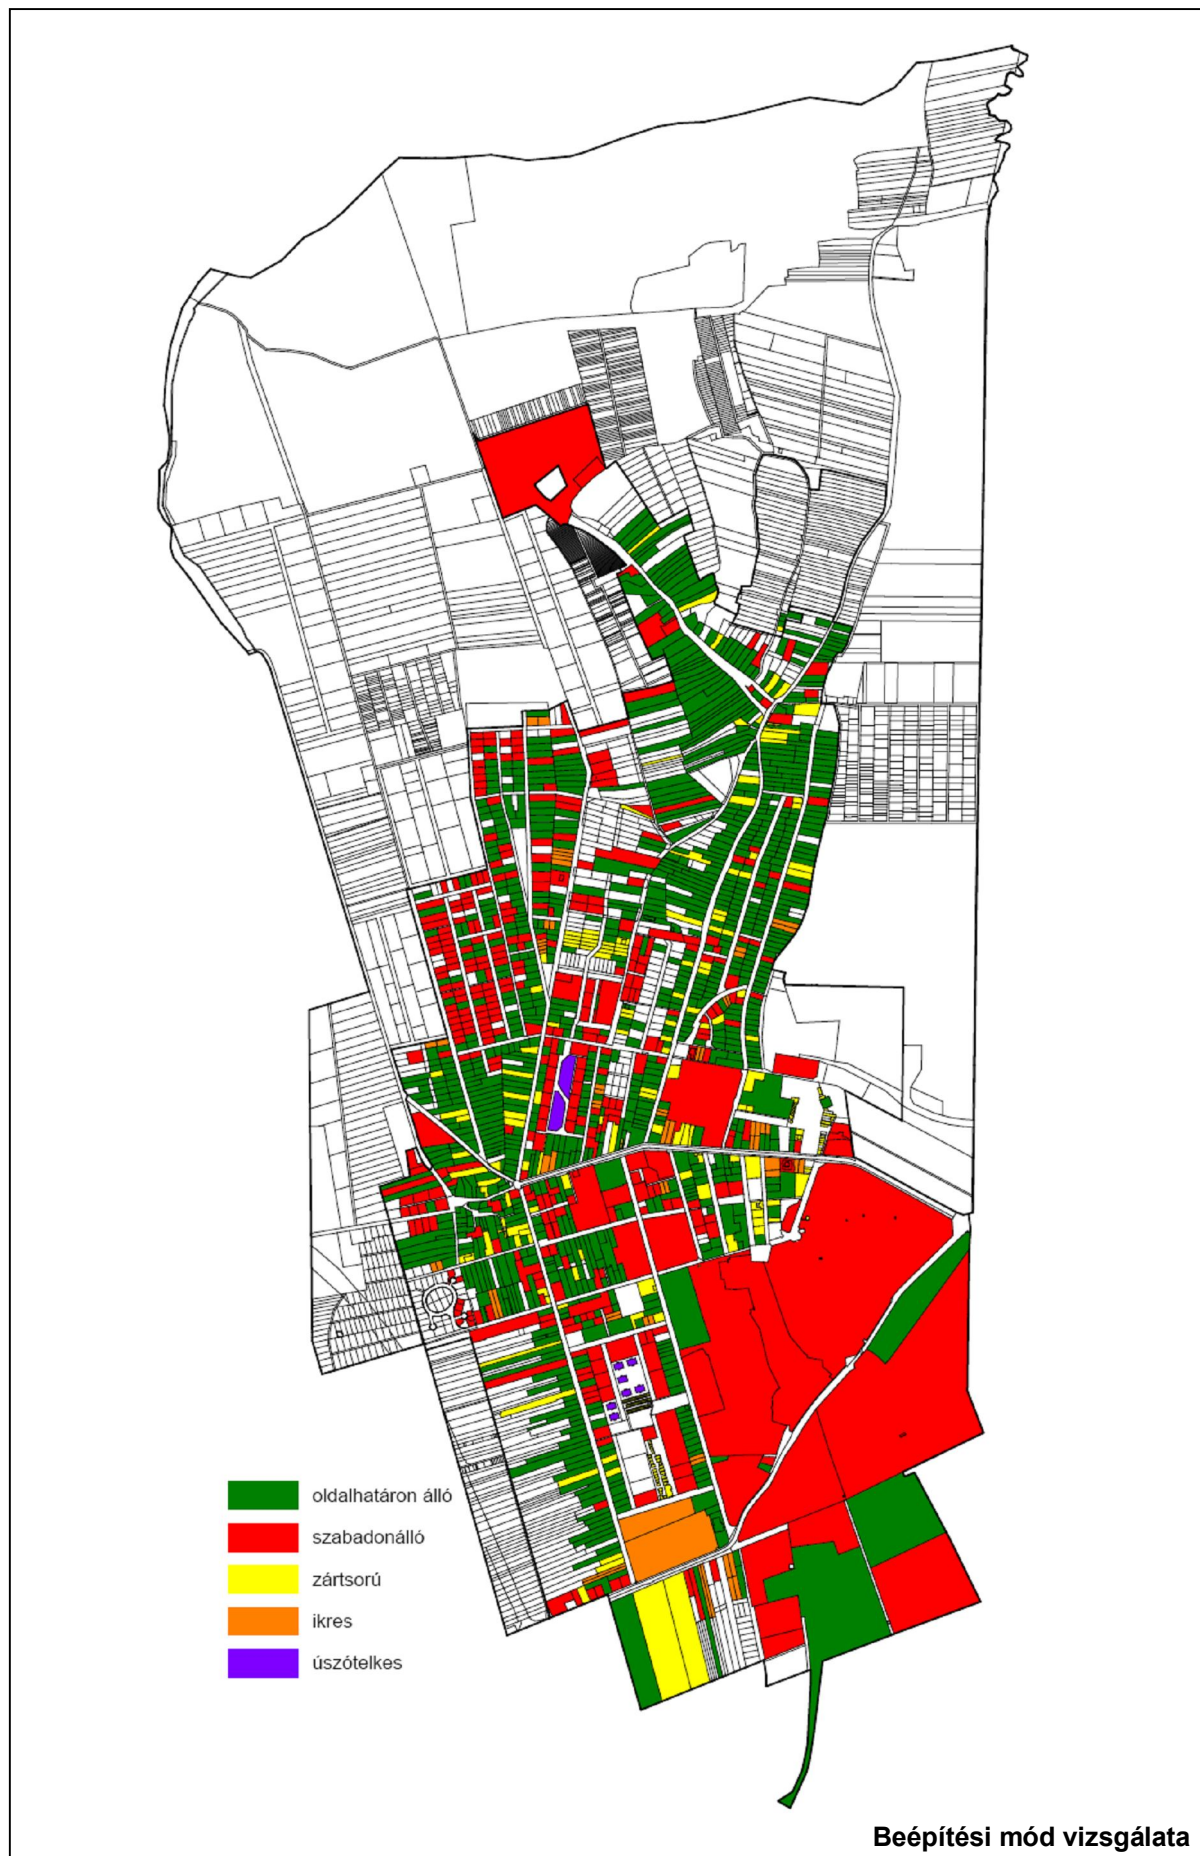 oldalhatáron álló
szabadonálló
zártsorú
ikres
úszótelkes
Beépítési mód vizsgálata